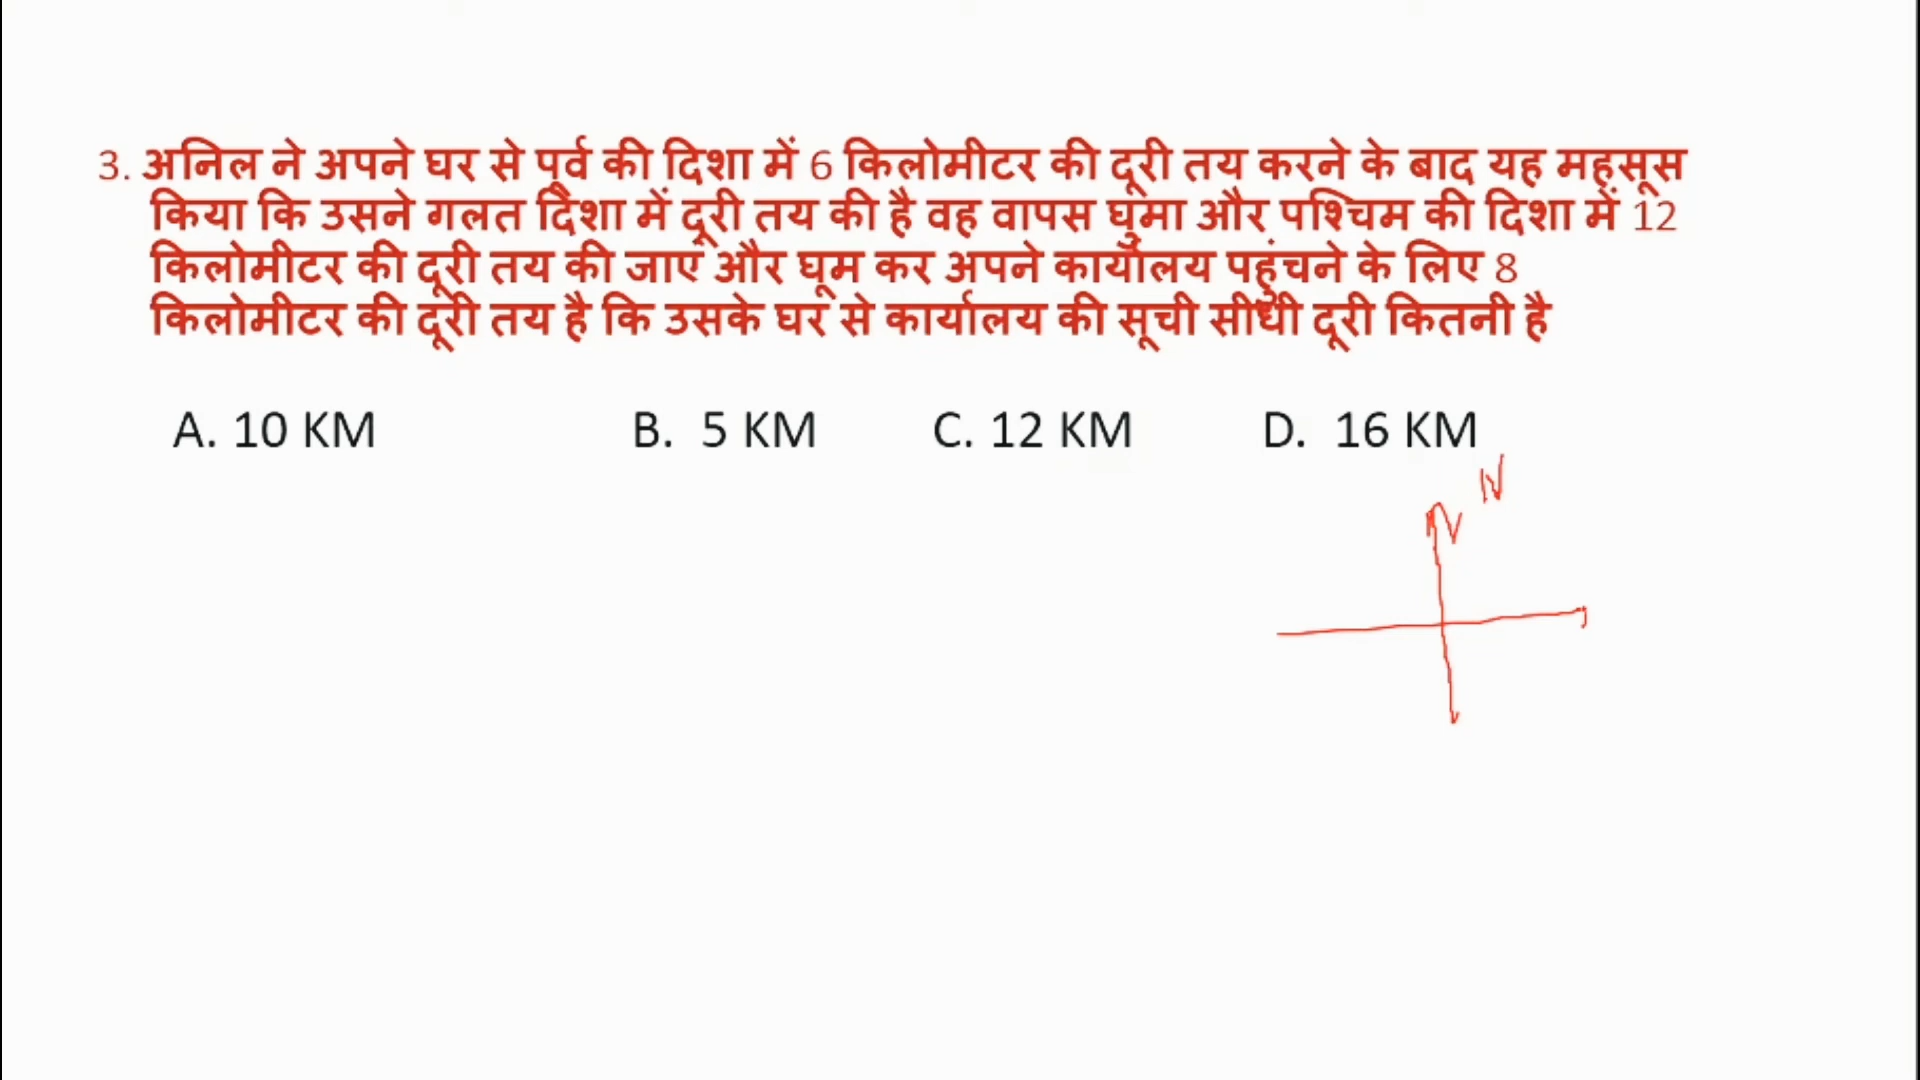 3. अनिल ने अपने घर से पूर्व की दिशा में 6 किलोमीटर की दूरी तय करने के बाद यह महसूस
किया कि उसने गलत दिशा में दूरी तय की है वह वापस घुमा और पश्चिम की दिशा में 12
किलोमीटर की दूरी तय की जाए और घूम कर अपने कार्यालय पहुंचने के लिए 8
किलोमीटर की दूरी तय है कि उसके घर से कार्यालय की सूची सीधी दूरी कितनी है
A. 10 KM B. 5 KM C. 12 KM D. 16 KM
N